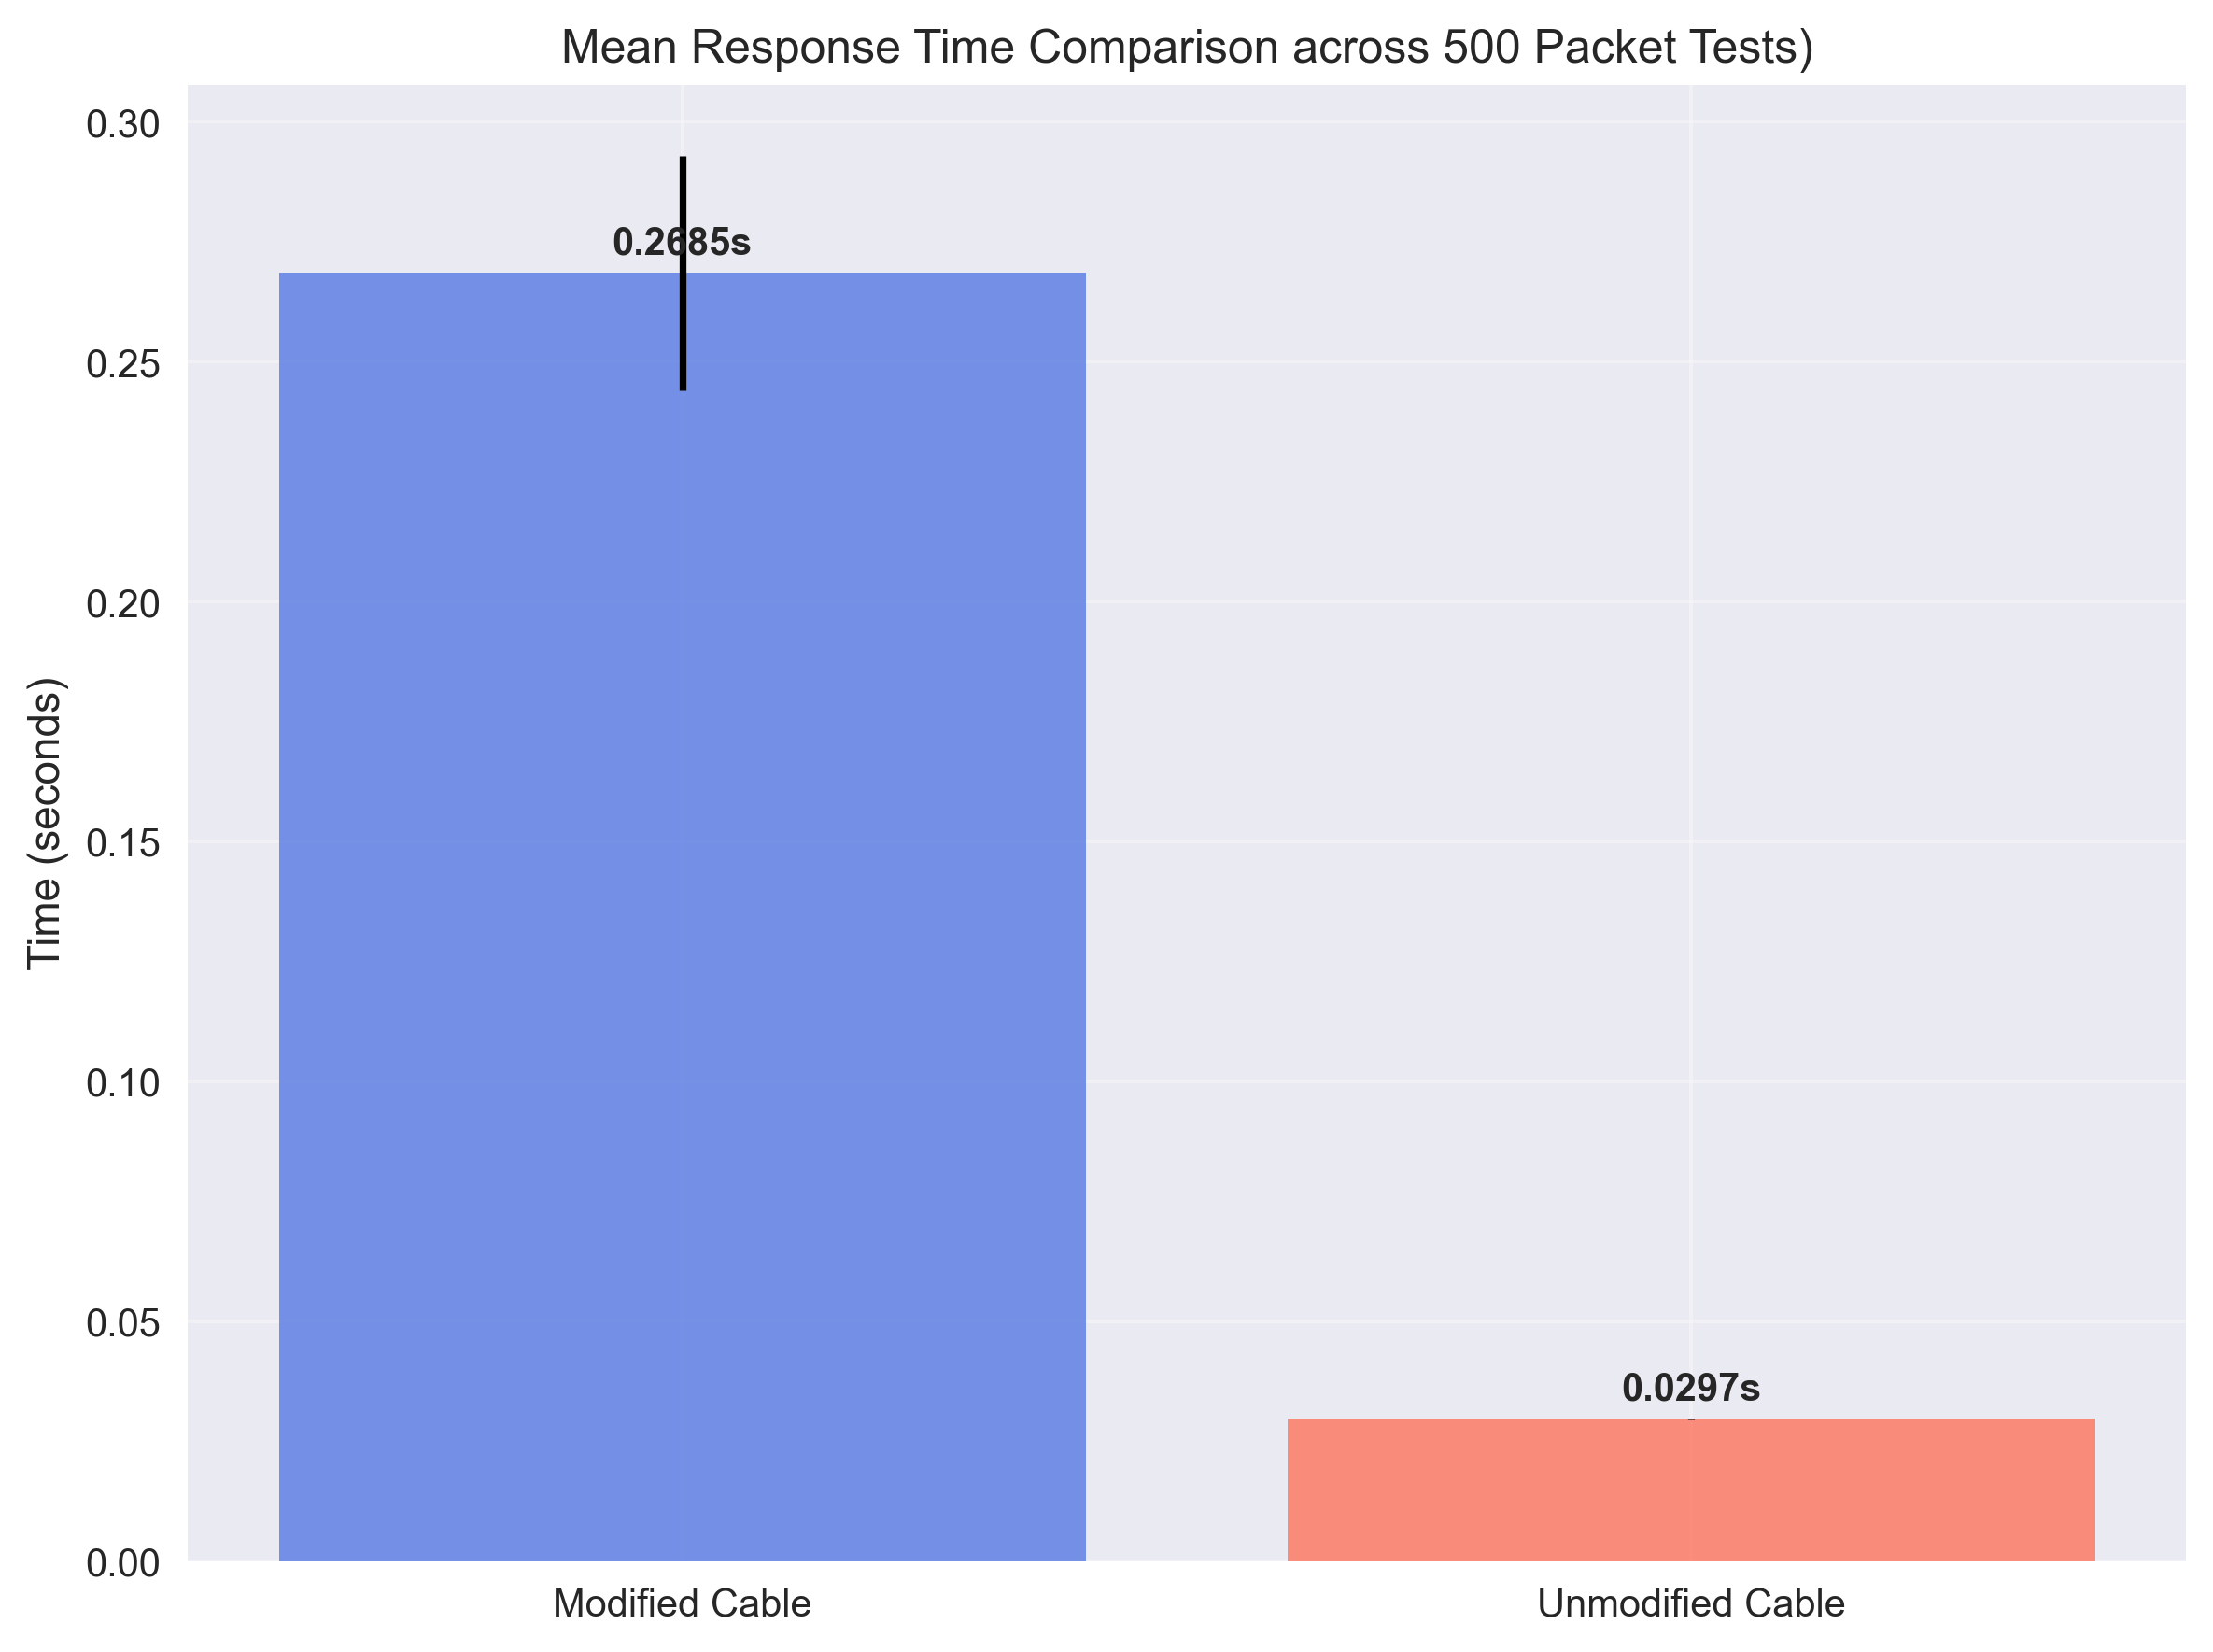 Mean Response Time Comparison across 500 Packet Tests)
Time (seconds)
0.30
0.25
0.20
0.15
0.10
0.05
0.00
0.2685s
0.0297s
Modified Cable
Unmodified Cable